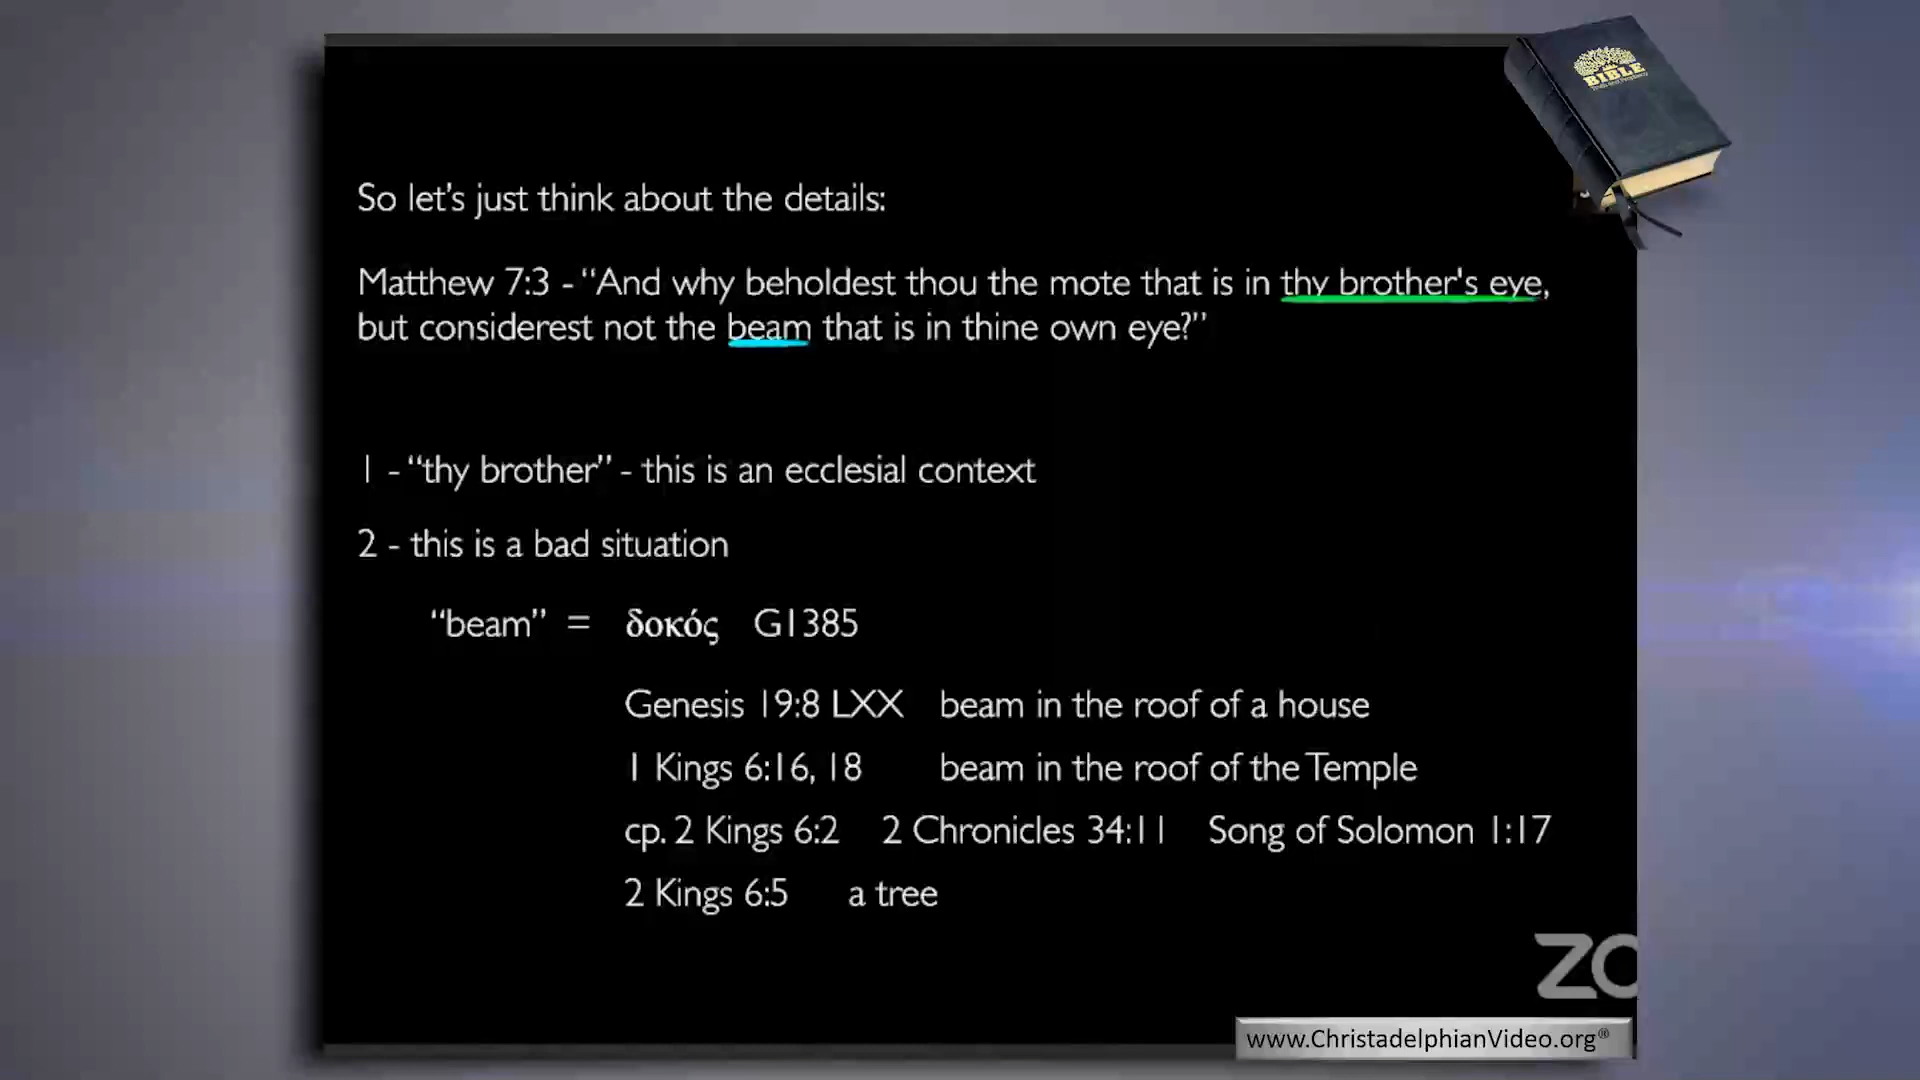 BIBLE
So let's just think about the details:
Matthew 7:3 - “And why beholdest thou the mote that is in thy brother's eye,
but considerest not the beam that is in thine own eye?”
1 - “thy brother” - this is an ecclesial context
2 - this is a bad situation
“beam” = δοκός G1385
Genesis 19:8 LXX beam in the roof of a house
1 Kings 6:16, 18 beam in the roof of the Temple
cp. 2 Kings 6:2 2 Chronicles 34:11 Song of Solomon 1:17
2 Kings 6:5 a tree
ZO
www.ChristadelphianVideo.org®